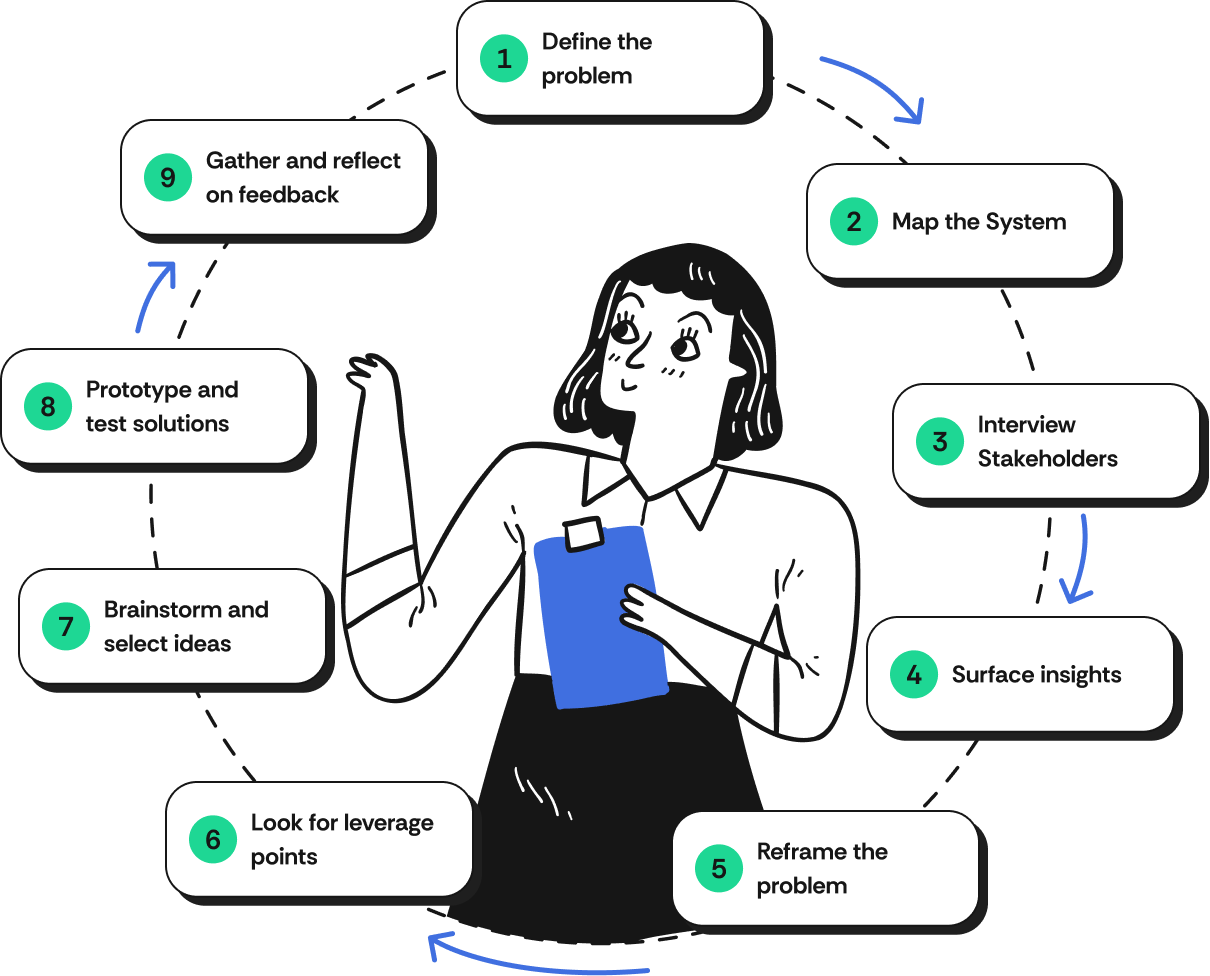 1
Define the
problem
2
Map the System
3
Interview
Stakeholders
4
Surface insights
5
Reframe the
problem
6
Look for leverage
points
7
Brainstorm and
select ideas
8
Prototype and
test solutions
9
Gather and reflect
on feedback